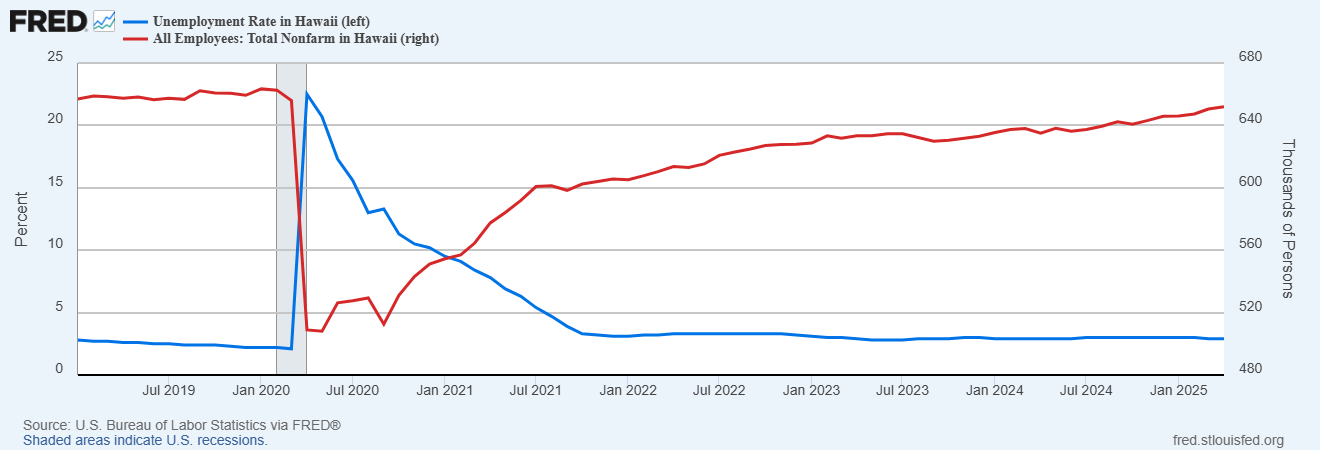 FRED
Unemployment Rate in Hawaii (left)
All Employees: Total Nonfarm in Hawaii (right)
25
20
15
10
5
0
Percent
680
640
600
560
520
480
Thousands of Persons
Jul 2019
Jan 2020
Jul 2020
Jan 2021
Jul 2021
Jan 2022
Jul 2022
Jan 2023
Jul 2023
Jan 2024
Jul 2024
Jan 2025
Source: U.S. Bureau of Labor Statistics via FRED®
Shaded areas indicate U.S. recessions.
fred.stlouisfed.org